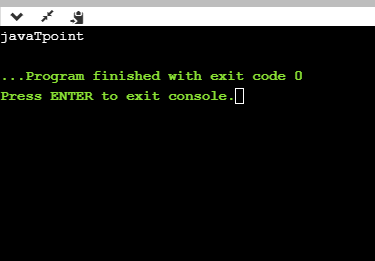 javaTpoint
...Program finished with exit code 0
Press ENTER to exit console.